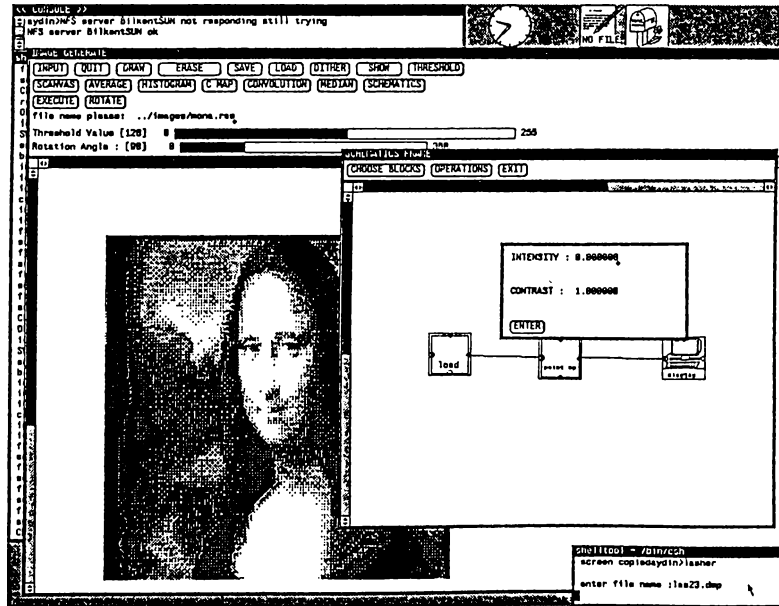 << CONSOLE >>
aydin>NFS server BilkentSUN not responding still trying
NFS server BilkentSUN ok
NO FILE
IMAGE GENERATE
INPUT QUIT DRAW ERASE SAVE LOAD DITHER SHOW THRESHOLD
SCANVAS AVERAGE HISTOGRAM C MAP CONVOLUTION MEDIAN SCHEMATICS
EXECUTE ROTATE
file name please: ../images/mona.res
Threshold Value [128] 0 255
Rotation Angle : [90] 0 360
SCHEMATICS FRAME
CHOOSE BLOCKS OPERATIONS EXIT
INTENSITY : 0.000000
CONTRAST : 1.000000
ENTER
load
point op
display
shelltool - /bin/csh
screen copiedaydin>lasher
enter file name :las23.dmp